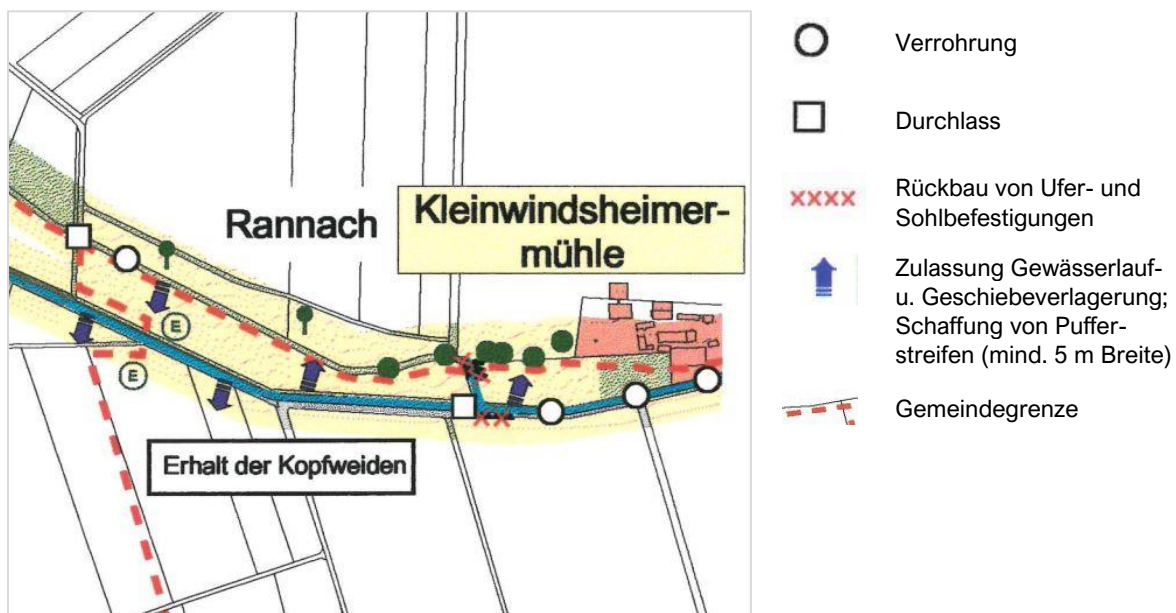 Rannach
Kleinwindsheimer-
mühle
E
E
Erhalt der Kopfweiden
Verrohrung
Durchlass
xxxx
Rückbau von Ufer- und
Sohlbefestigungen
Zulassung Gewässerlauf-
u. Geschiebeverlagerung;
Schaffung von Puffer-
streifen (mind. 5 m Breite)
Gemeindegrenze